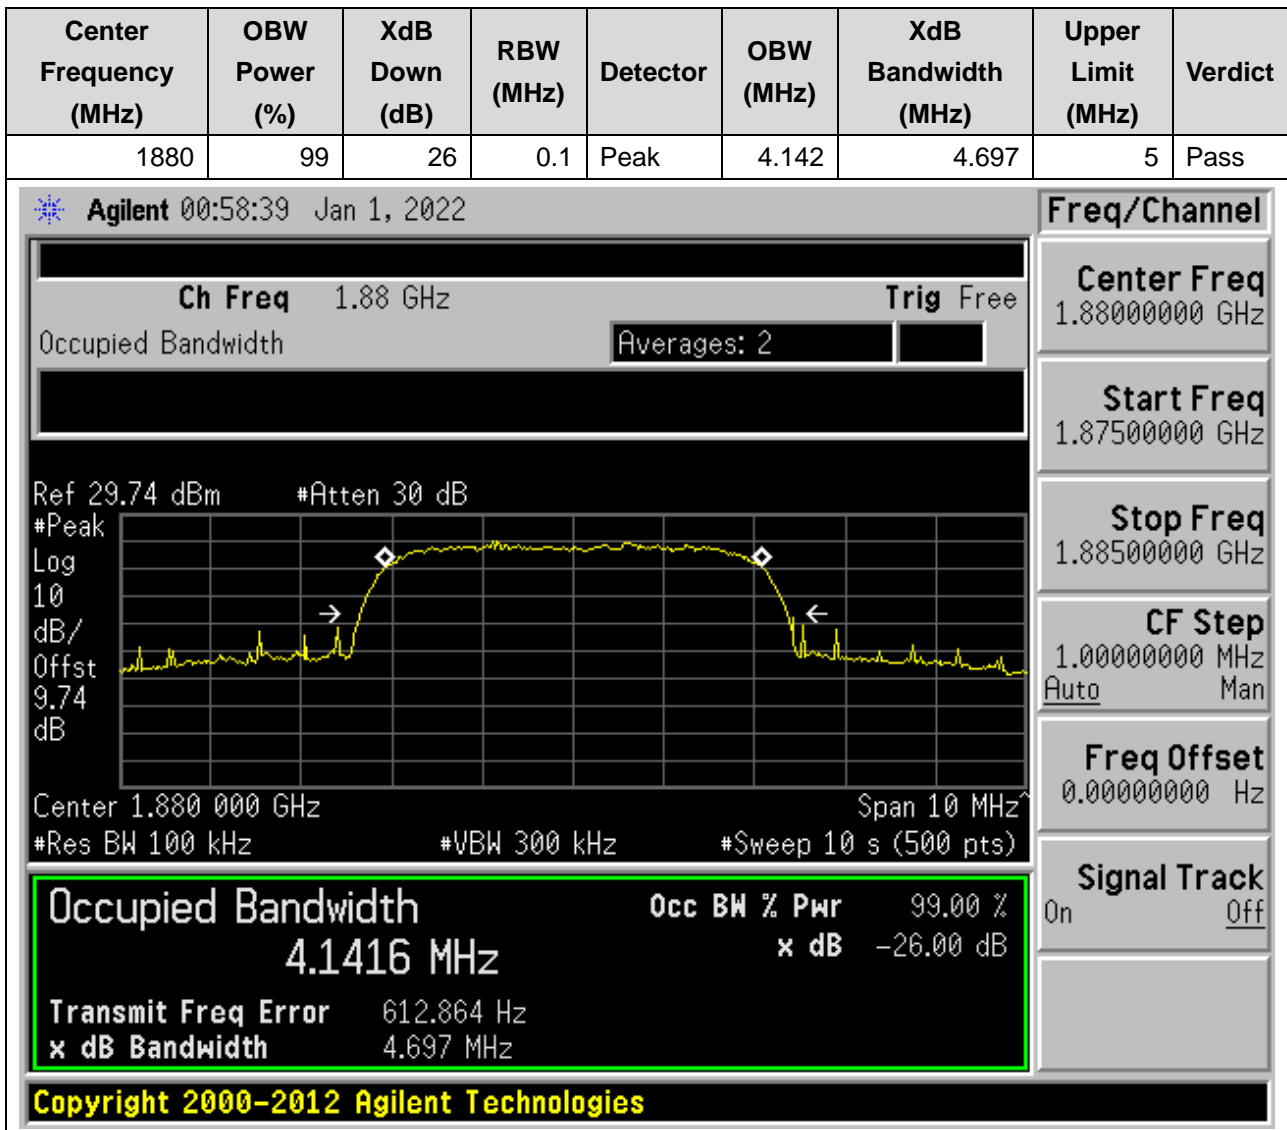 Center Frequency (MHz) OBW Power (%) XdB Down (dB) RBW (MHz) Detector OBW (MHz) XdB Bandwidth (MHz) Upper Limit (MHz) Verdict
1880 99 26 0.1 Peak 4.142 4.697 5 Pass
Agilent 00:58:39 Jan 1, 2022
Freq/Channel
Ch Freq 1.88 GHz Trig Free
Occupied Bandwidth Averages: 2
Center Freq
1.88000000 GHz
Start Freq
1.87500000 GHz
Stop Freq
1.88500000 GHz
CF Step
1.00000000 MHz
Auto Man
Freq Offset
0.00000000 Hz
Signal Track
On Off
Ref 29.74 dBm #Atten 30 dB
#Peak
Log
10
dB/
Offst
9.74
dB
Center 1.880 000 GHz Span 10 MHz^
#Res BW 100 kHz #VBW 300 kHz #Sweep 10 s (500 pts)
Occupied Bandwidth Occ BW % Pwr 99.00 %
4.1416 MHz x dB -26.00 dB
Transmit Freq Error 612.864 Hz
x dB Bandwidth 4.697 MHz
Copyright 2000-2012 Agilent Technologies